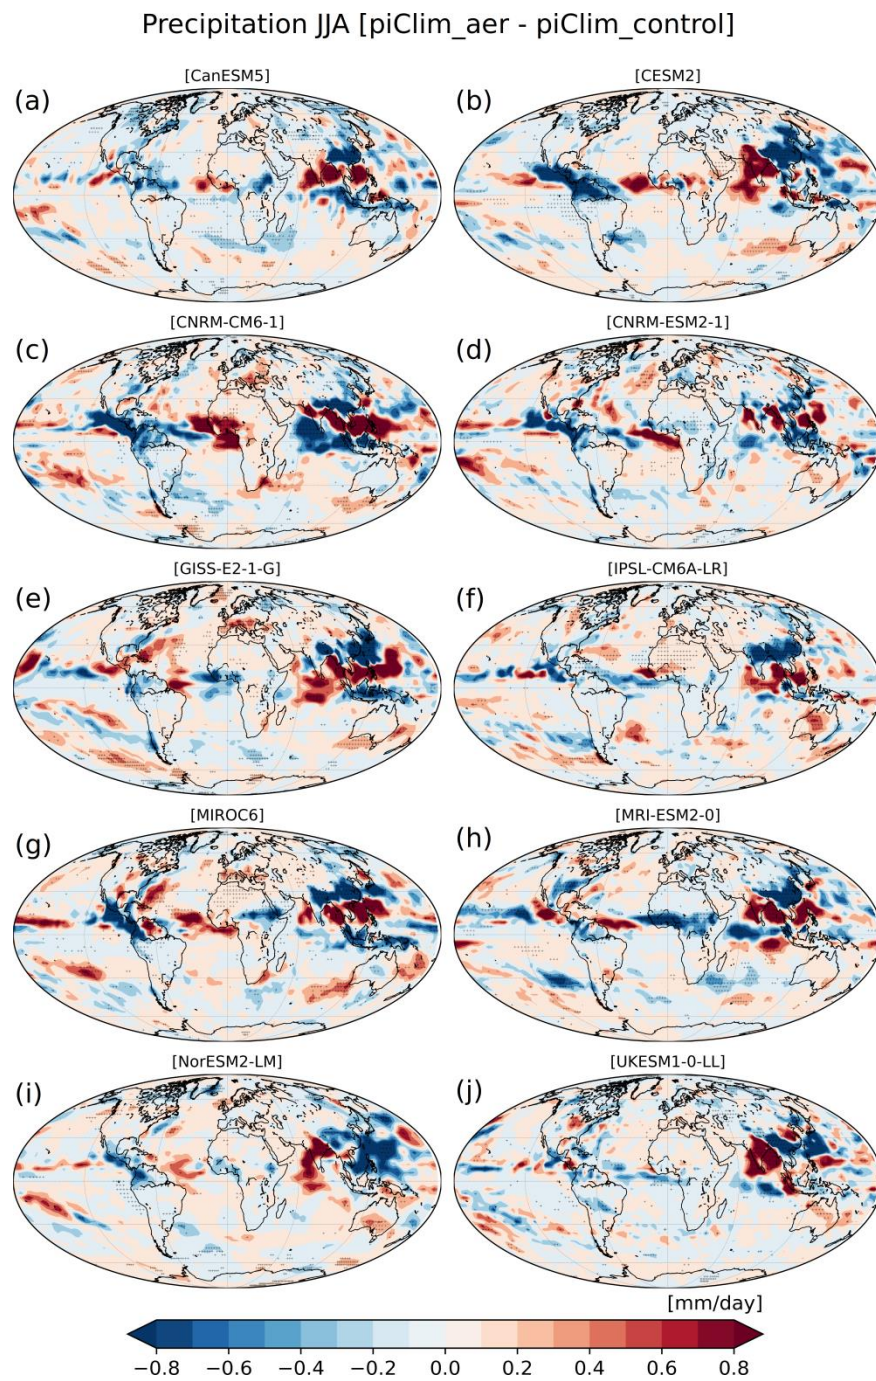 Precipitation JJA [piClim_aer - piClim_control]
[CanESM5]
(a)
[CESM2]
(b)
[CNRM-CM6-1]
(c)
[CNRM-ESM2-1]
(d)
[GISS-E2-1-G]
(e)
[IPSL-CM6A-LR]
(f)
[MIROC6]
(g)
[MRI-ESM2-0]
(h)
[NorESM2-LM]
(i)
[UKESM1-0-LL]
(j)
[mm/day]
−0.8 −0.6 −0.4 −0.2 0.0 0.2 0.4 0.6 0.8